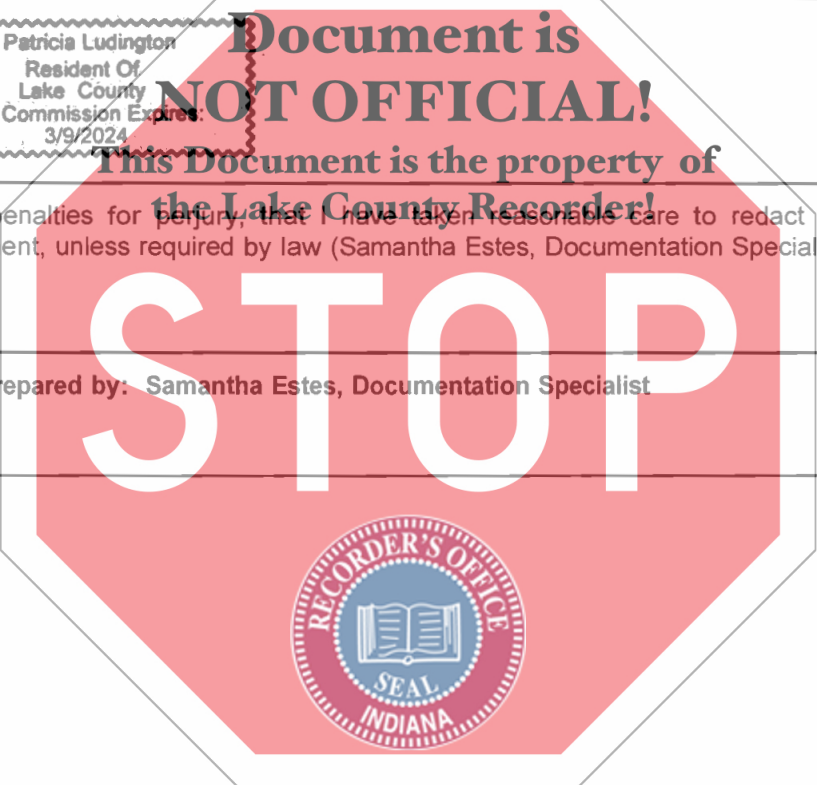 Patricia Ludington
Resident Of
Lake County
Commission Expires:
3/9/2024
Document is
NOT OFFICIAL!
This Document is the property of
the Lake County Recorder!
enalties for perjury, that I have taken reasonable care to redact
ent, unless required by law (Samantha Estes, Documentation Special
STOP
epared by: Samantha Estes, Documentation Specialist
RECORDER'S OFFICE
SEAL
INDIANA